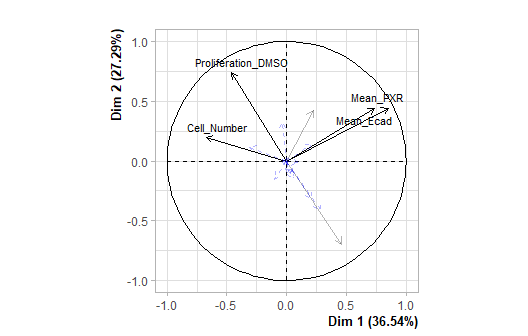 Dim 2 (27.29%)
1.0
0.5
0.0
-0.5
-1.0
Proliferation_DMSO
Mean_PXR
Mean_Ecad
Cell_Number
-1.0 -0.5 0.0 0.5 1.0
Dim 1 (36.54%)